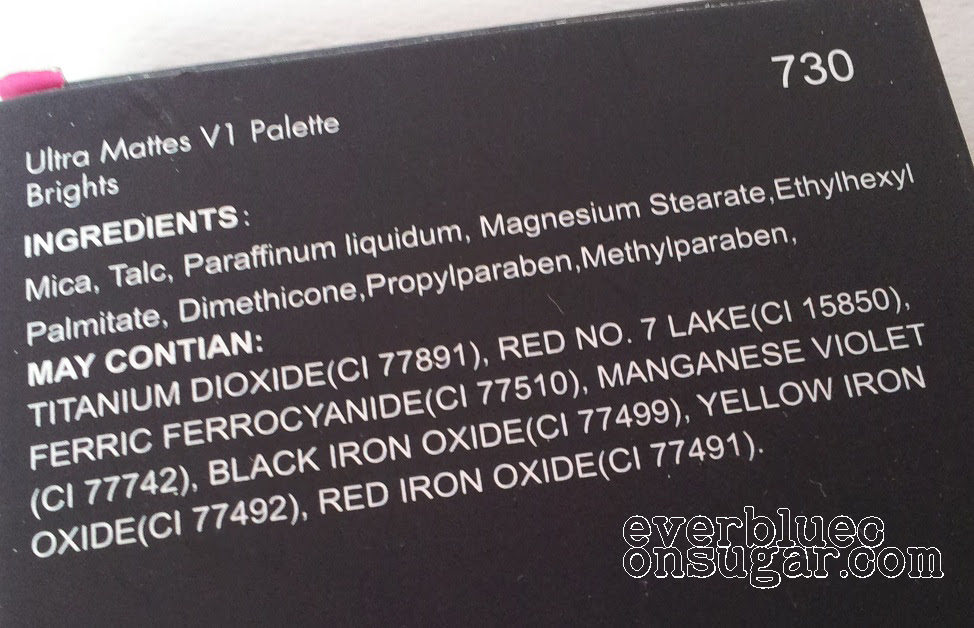 730
Ultra Mattes V1 Palette
Brights
INGREDIENTS:
Mica, Talc, Paraffinum liquidum, Magnesium Stearate,Ethylhexyl
Palmitate, Dimethicone,Propylparaben,Methylparaben,
MAY CONTIAN:
TITANIUM DIOXIDE(CI 77891), RED NO. 7 LAKE(CI 15850),
FERRIC FERROCYANIDE(CI 77510), MANGANESE VIOLET
(CI 77742), BLACK IRON OXIDE(CI 77499), YELLOW IRON
OXIDE(CI 77492), RED IRON OXIDE(CI 77491).
everbluec
onsugar.com